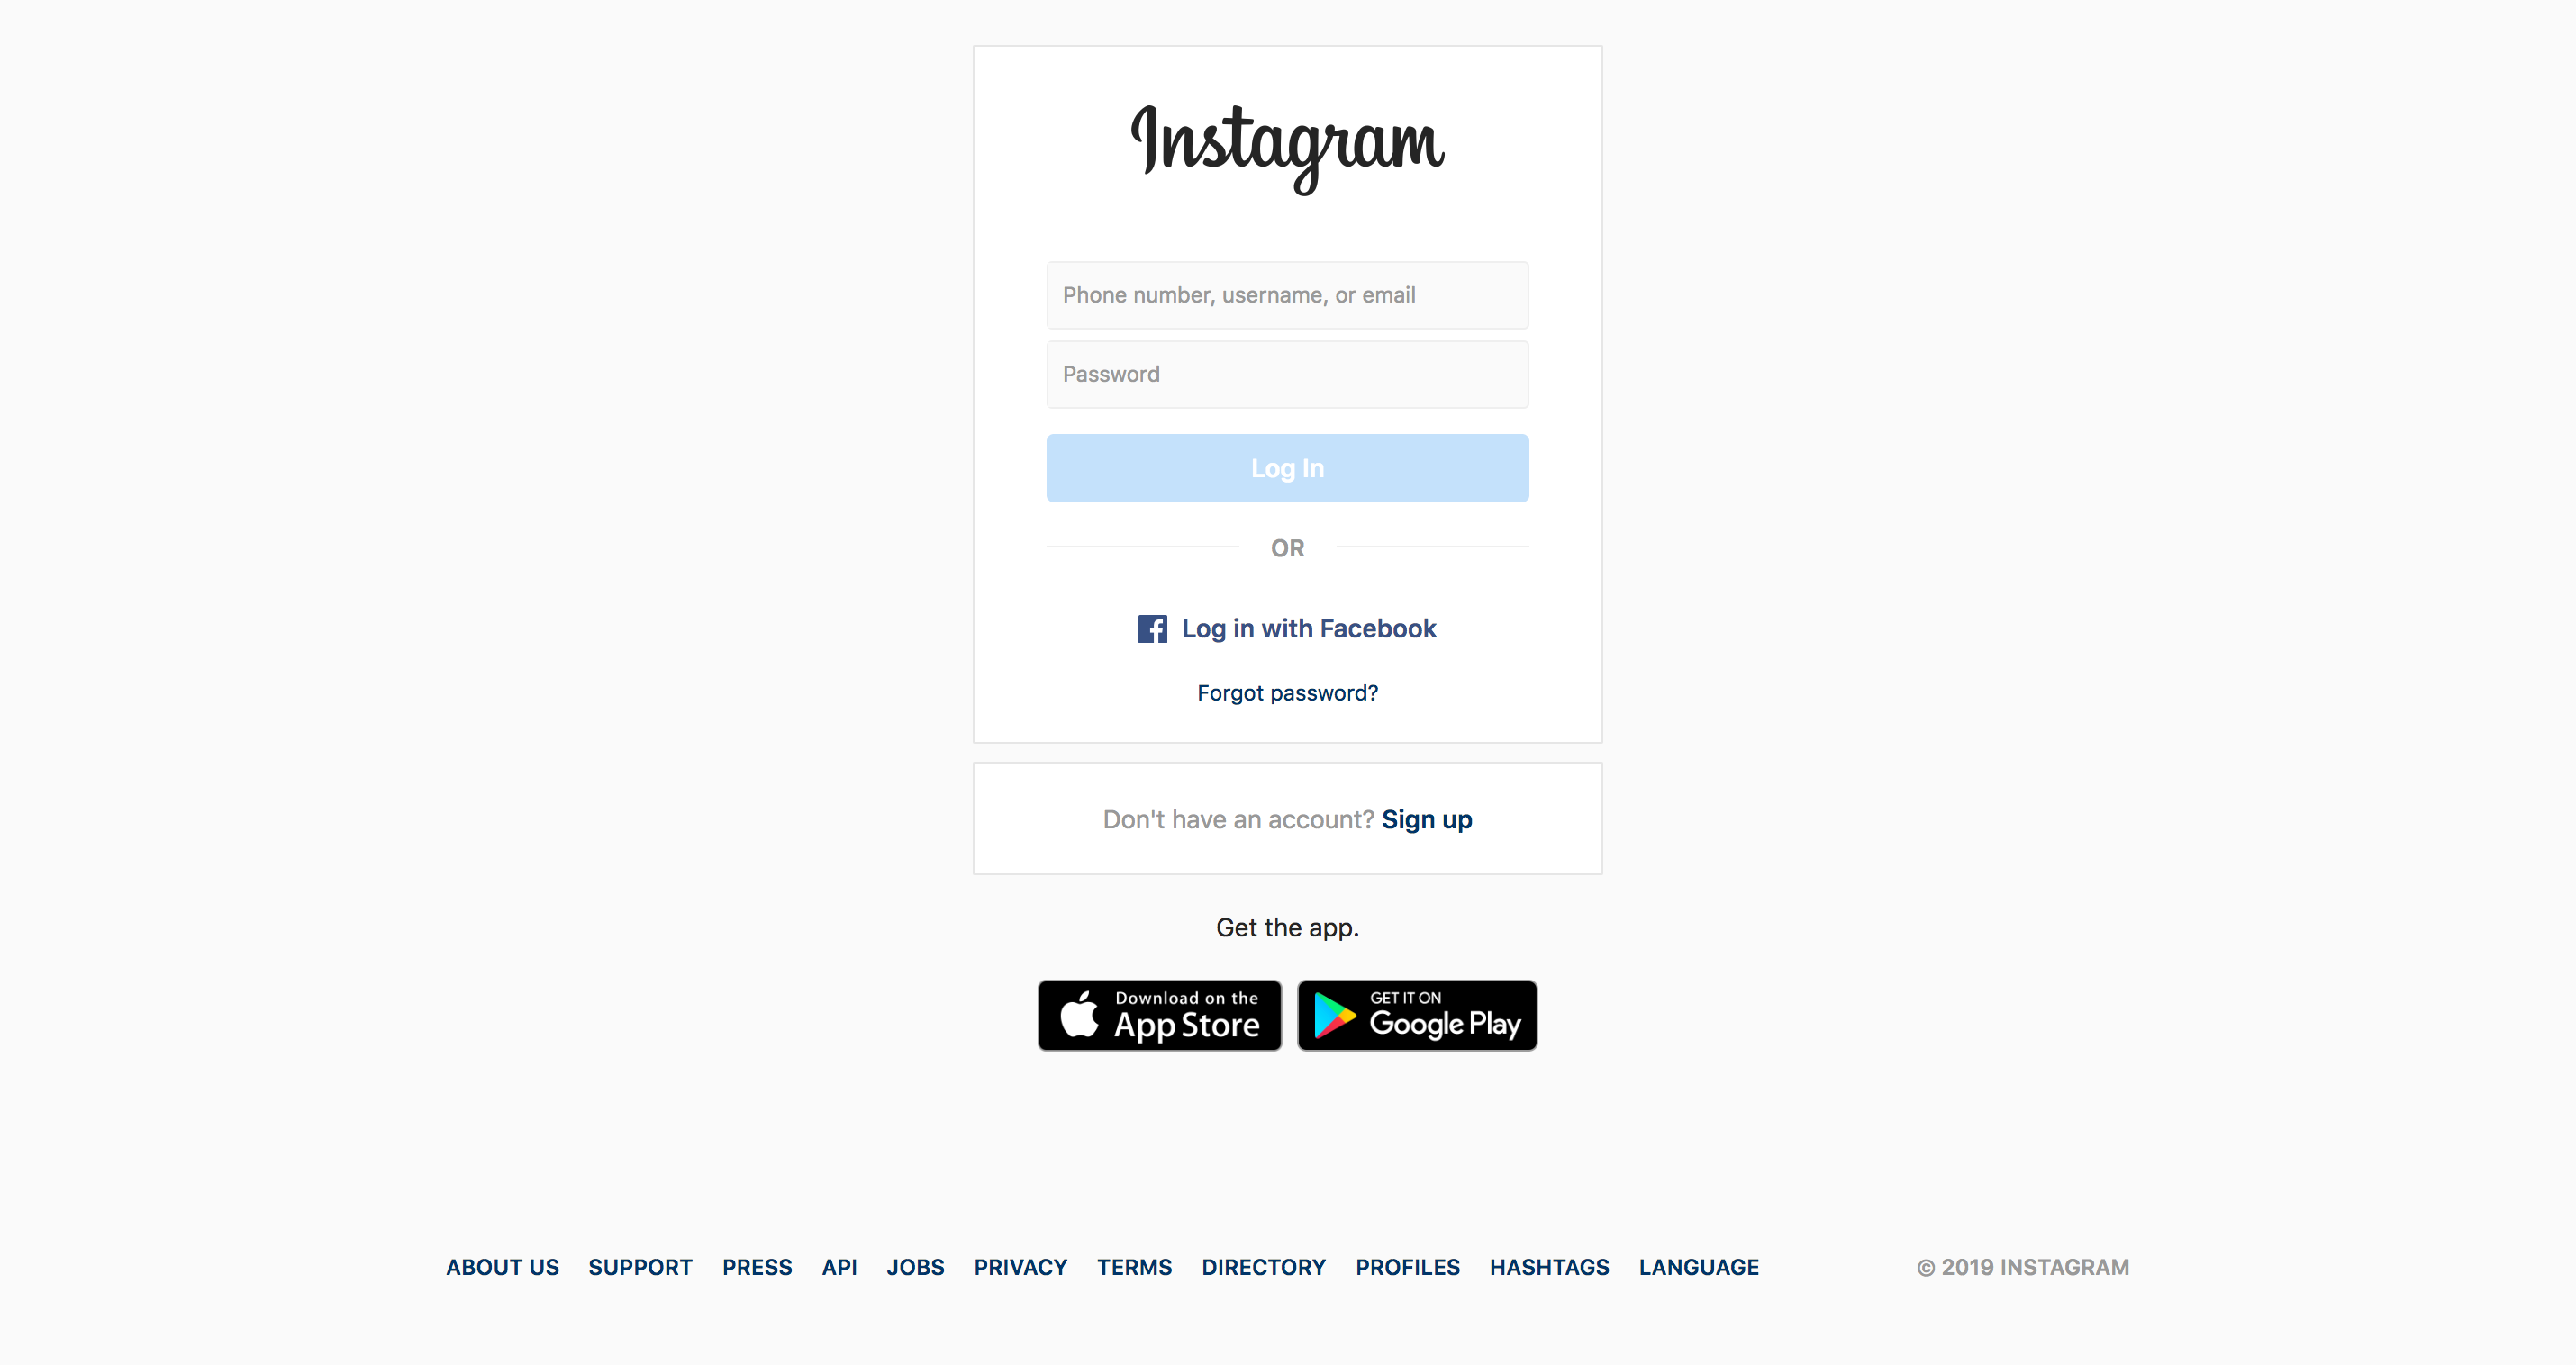 Instagram
Phone number, username, or email
Password
Log In
OR
Log in with Facebook
Forgot password?
Don't have an account? Sign up
Get the app.
Download on the
App Store
GET IT ON
Google Play
ABOUT US SUPPORT PRESS API JOBS PRIVACY TERMS DIRECTORY PROFILES HASHTAGS LANGUAGE © 2019 INSTAGRAM